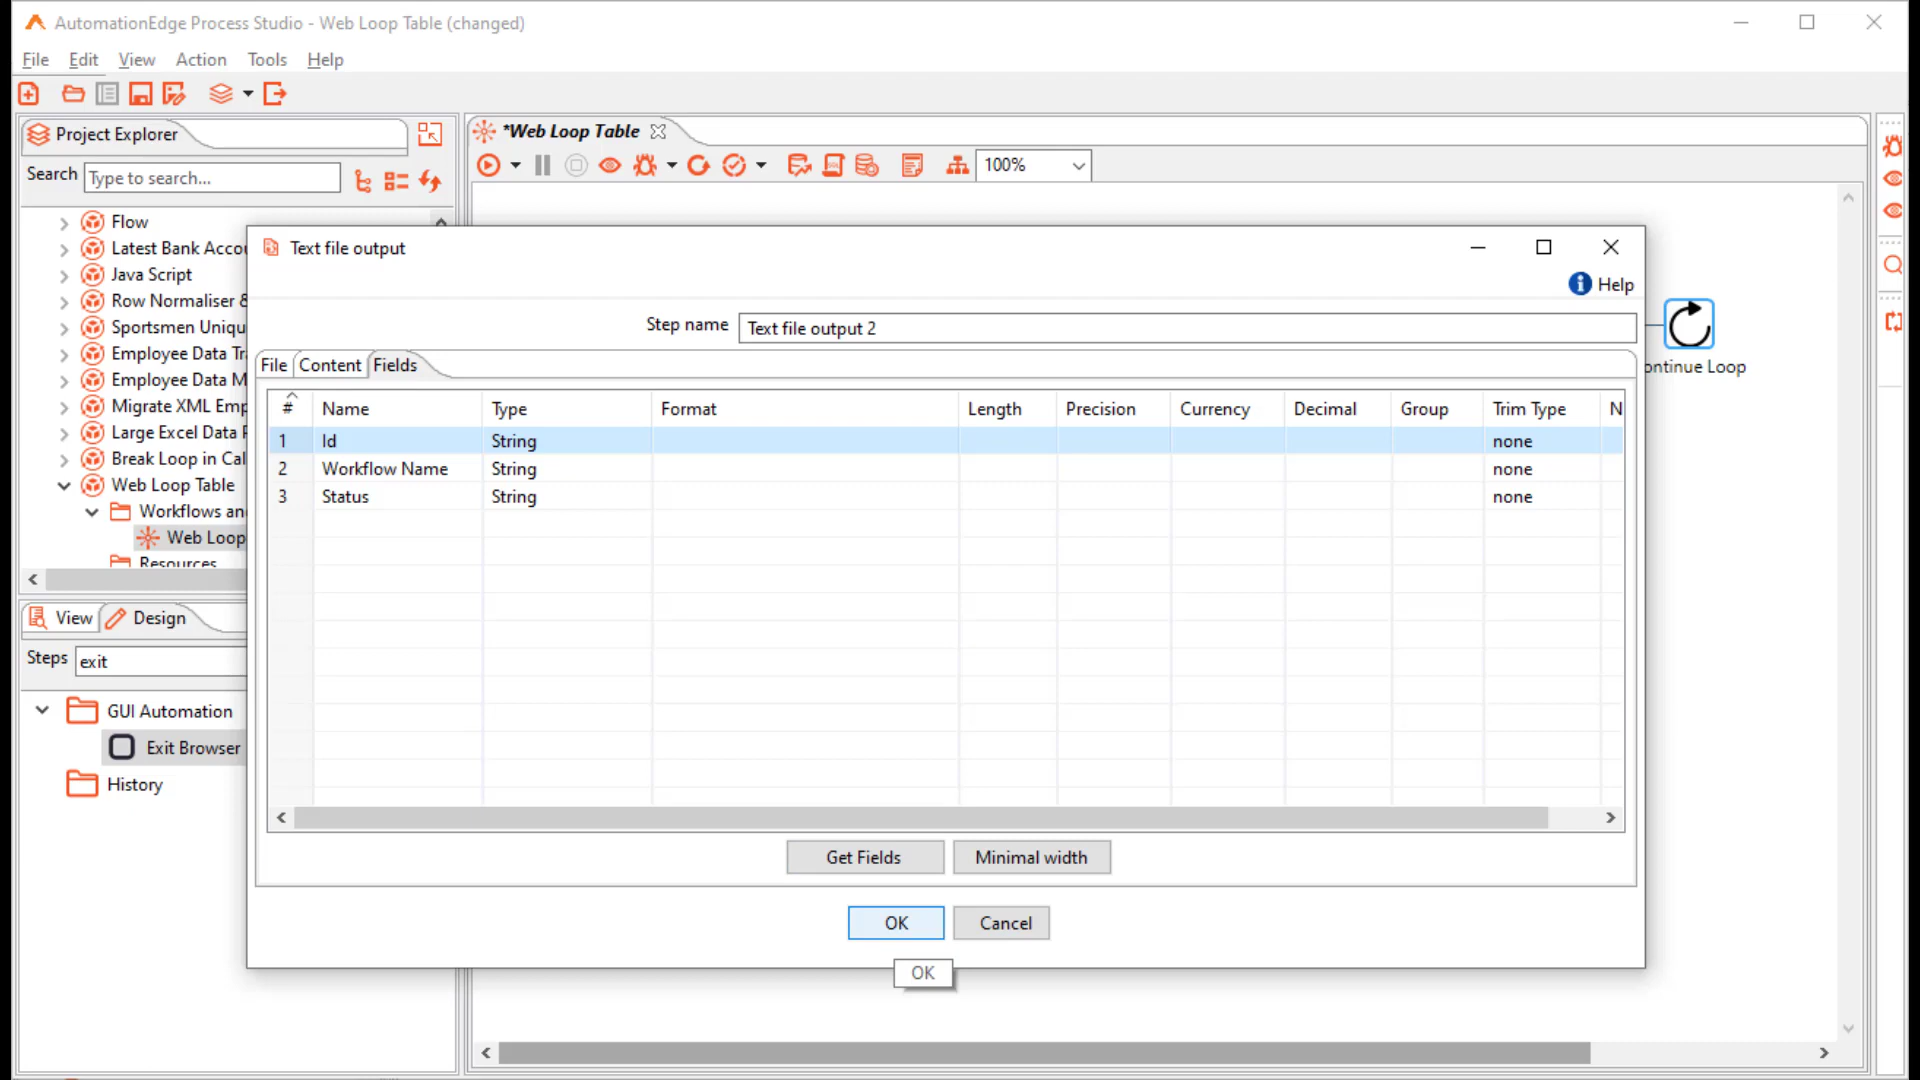 AutomationEdge Process Studio - Web Loop Table (changed)
File Edit View Action Tools Help
Project Explorer
*Web Loop Table
Search Type to search...
100%
Flow
Latest Bank Accou
Java Script
Row Normaliser &
Sportsmen Uniqu
Employee Data Tr
Employee Data M
Migrate XML Emp
Large Excel Data F
Break Loop in Cal
Web Loop Table
Workflows an
Web Loop
Resources
View Design
Steps exit
GUI Automation
Exit Browser
History
Text file output
Help
Step name Text file output 2
File Content Fields
# Name Type Format Length Precision Currency Decimal Group Trim Type N
1 Id String none
2 Workflow Name String none
3 Status String none
Get Fields Minimal width
OK Cancel
OK
ontinue Loop